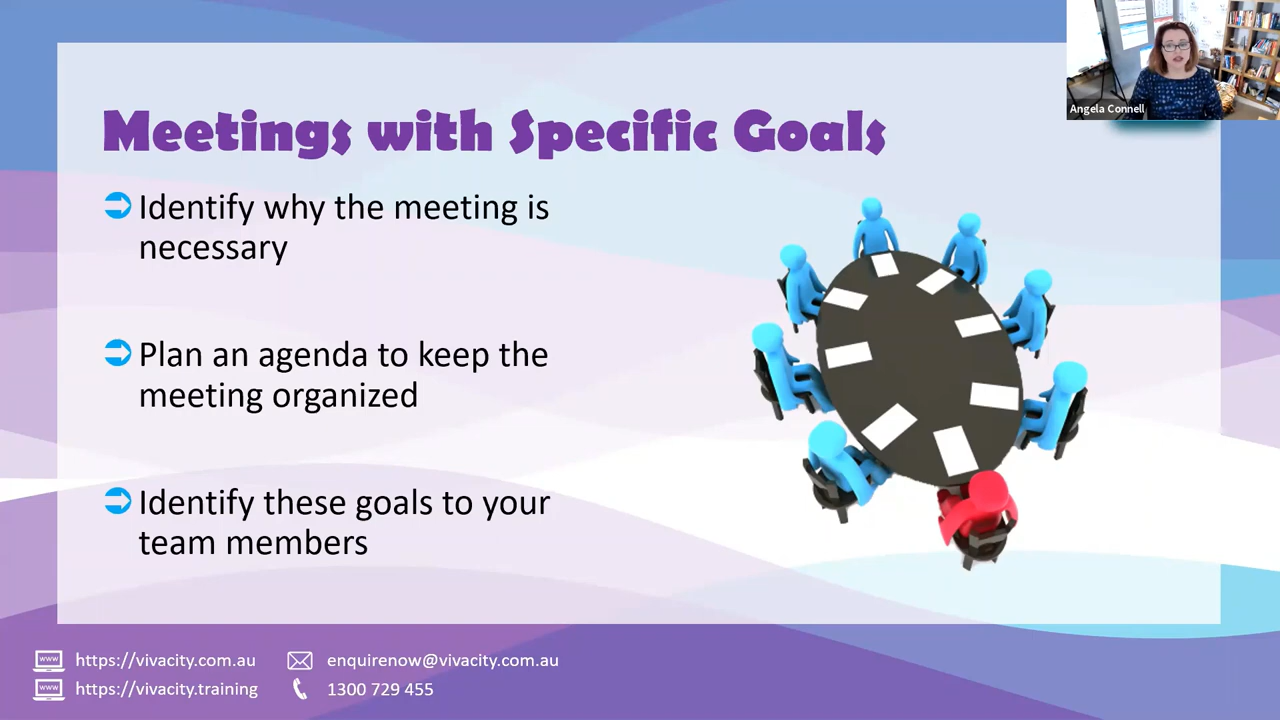 Angela Connell
Meetings with Specific Goals
Identify why the meeting is
necessary
Plan an agenda to keep the
meeting organized
Identify these goals to your
team members
www https://vivacity.com.au
enquirenow@vivacity.com.au
www https://vivacity.training
1300 729 455